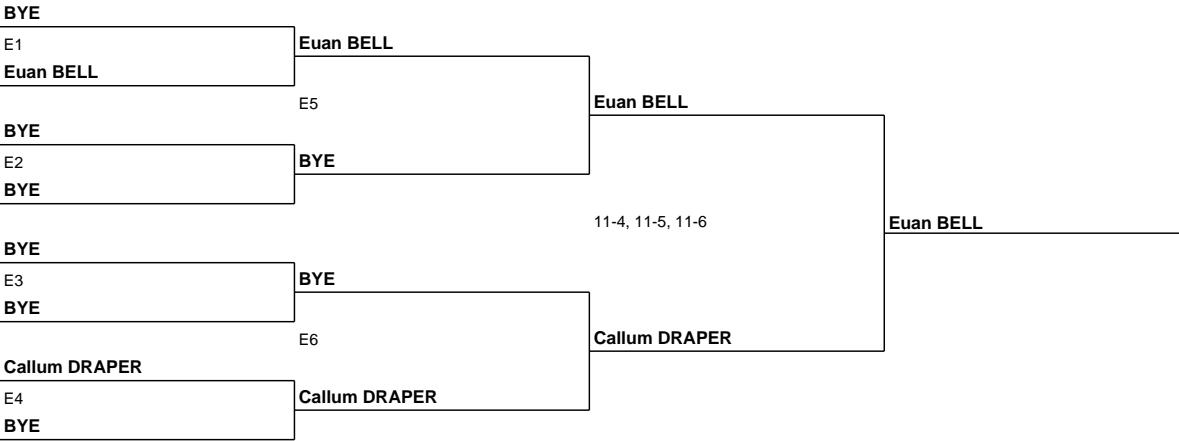 BYE
E1
Euan BELL
Euan BELL
E5
Euan BELL
BYE
E2
BYE
BYE
11-4, 11-5, 11-6
Euan BELL
BYE
E3
BYE
BYE
E6
Callum DRAPER
Callum DRAPER
E4
Callum DRAPER
BYE